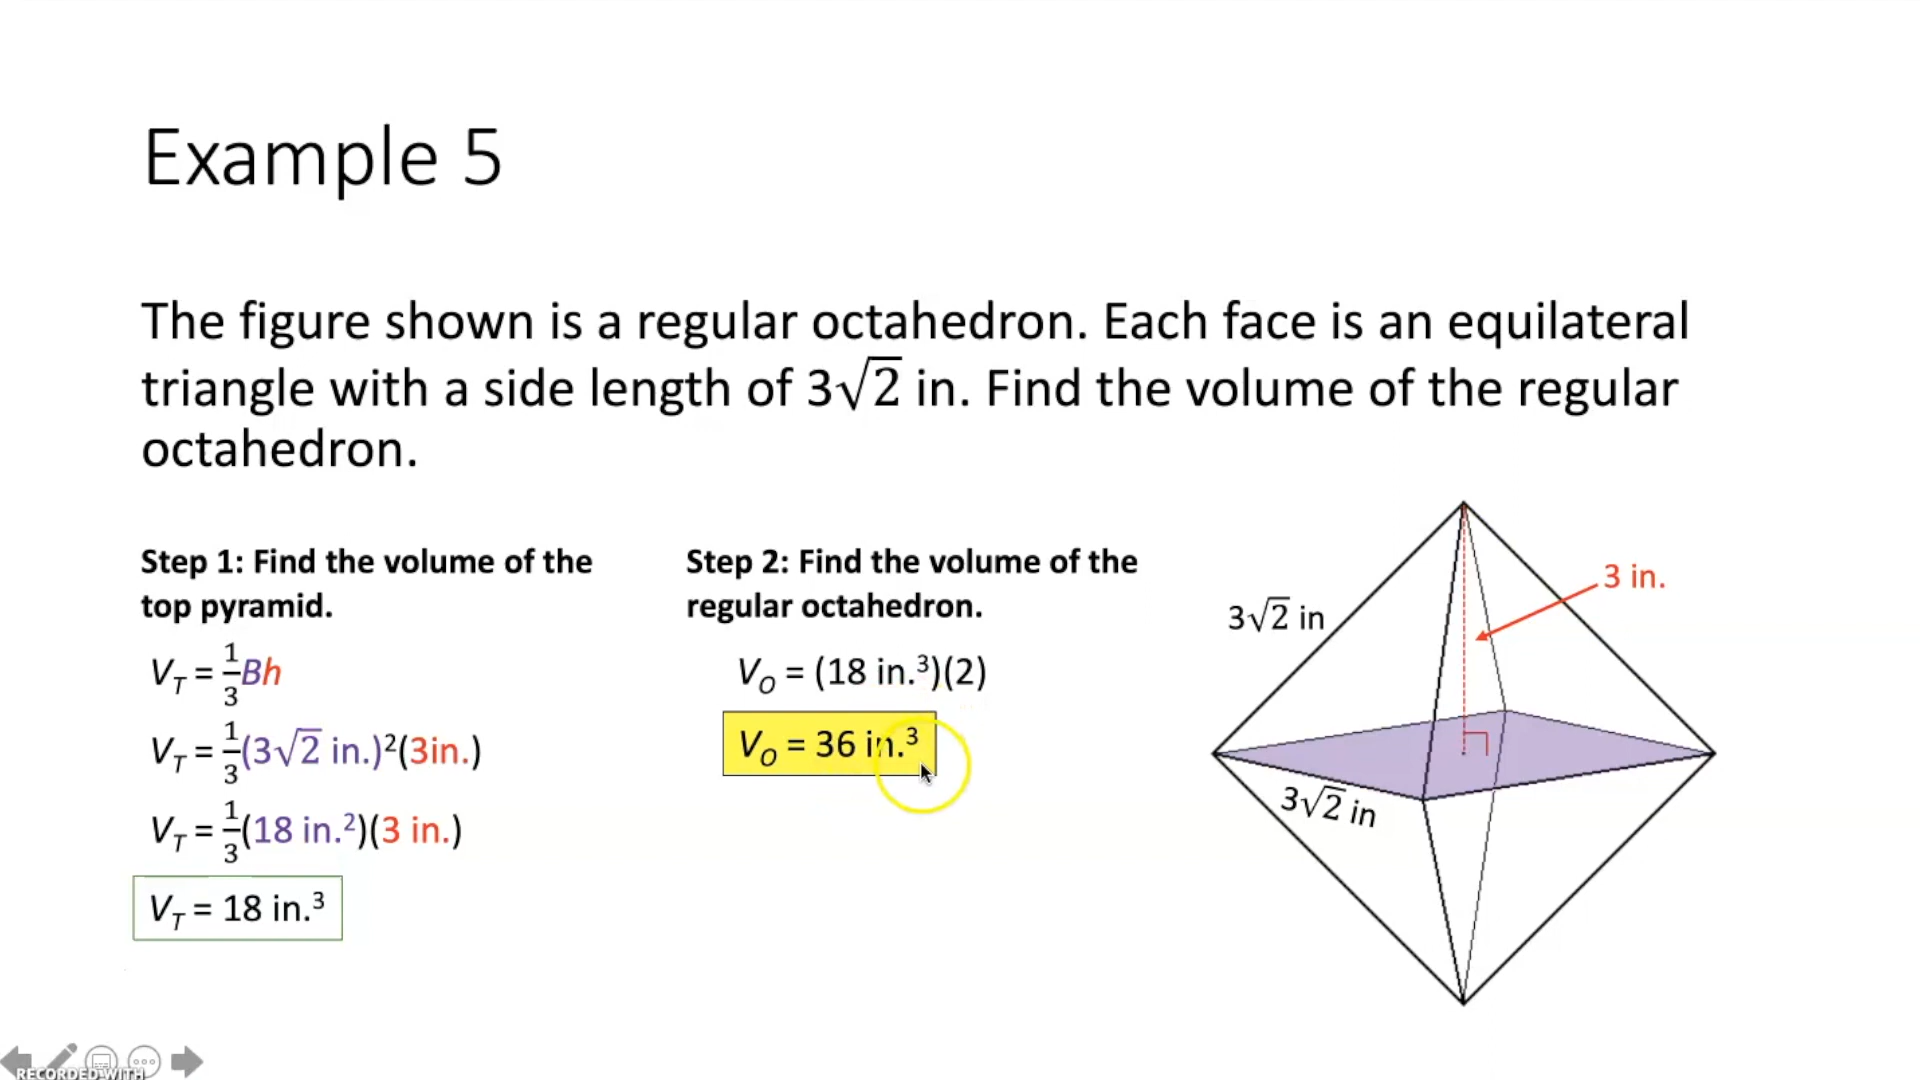 Example 5
The figure shown is a regular octahedron. Each face is an equilateral
triangle with a side length of 3√2 in. Find the volume of the regular
octahedron.
Step 1: Find the volume of the
top pyramid.
V_T = 1/3 Bh
V_T = 1/3 (3√2 in.)²(3in.)
V_T = 1/3 (18 in.²)(3 in.)
V_T = 18 in.³
Step 2: Find the volume of the
regular octahedron.
V_O = (18 in.³)(2)
V_O = 36 in.³
3 in.
3√2 in
3√2 in
RECORDED WITH